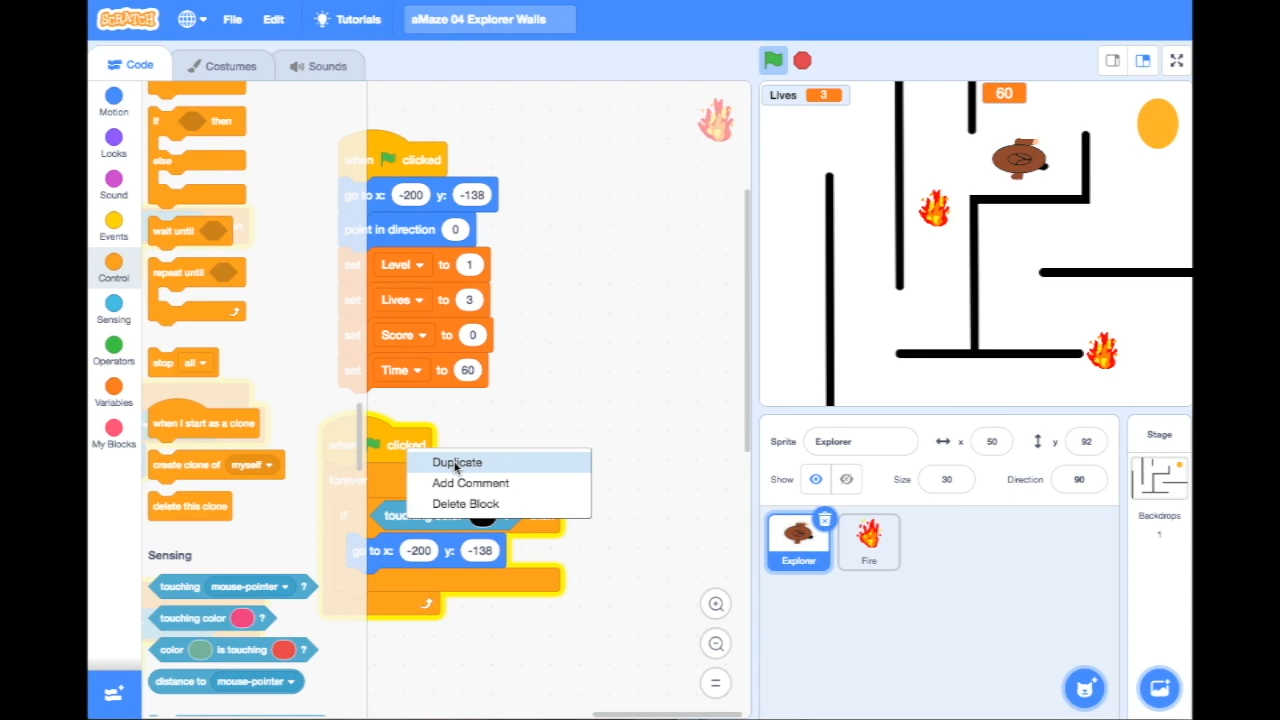 SCRATCH File Edit Tutorials aMaze 04 Explorer Walls
Code Costumes Sounds
Motion
Looks
Sound
Events
Control
Sensing
Operators
Variables
My Blocks
if then
else
wait until
repeat until
stop all
when I start as a clone
create clone of myself
delete this clone
Sensing
touching mouse-pointer ?
touching color ?
color is touching ?
distance to mouse-pointer
when clicked
go to x: -200 y: -138
point in direction 0
set Level to 1
set Lives to 3
set Score to 0
set Time to 60
when clicked
forever
if touching color then
go to x: -200 y: -138
Duplicate
Add Comment
Delete Block
Lives 3
60
Sprite Explorer x 50 y 92
Show Size 30 Direction 90
Explorer
Fire
Stage
Backdrops
1